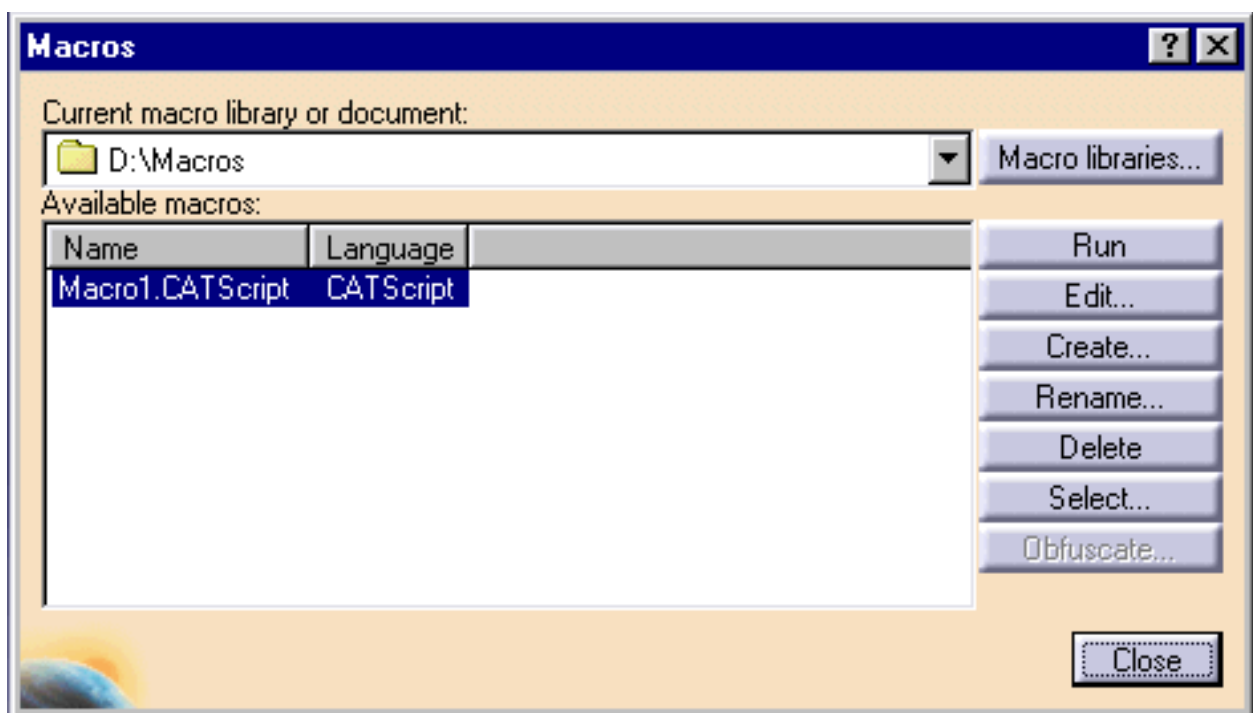 Macros
Current macro library or document:
D:\Macros
Macro libraries...
Available macros:
Name Language
Macro1.CATScript CATScript
Run
Edit...
Create...
Rename...
Delete
Select...
Obfuscate...
Close